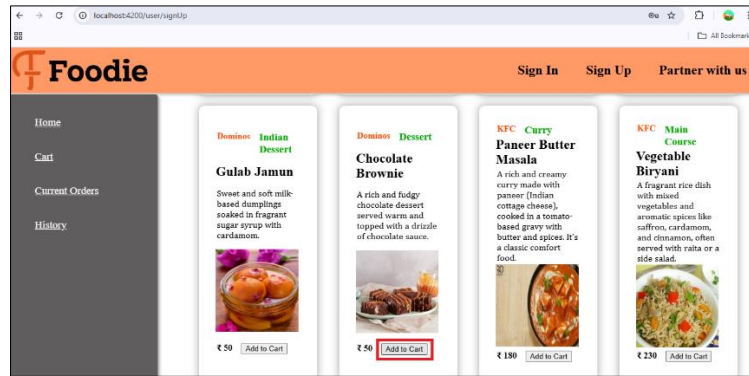 localhost:4200/user/signUp
All Bookmark
Foodie
Sign In Sign Up Partner with us
Home
Cart
Current Orders
History
Dominos Indian
Dessert
Gulab Jamun
Sweet and soft milk-
based dumplings
soaked in fragrant
sugar syrup with
cardamom.
₹ 50 Add to Cart
Dominos Dessert
Chocolate
Brownie
A rich and fudgy
chocolate dessert
served warm and
topped with a drizzle
of chocolate sauce.
₹ 50 Add to Cart
KFC Curry
Paneer Butter
Masala
A rich and creamy
curry made with
paneer (Indian
cottage cheese),
cooked in a tomato-
based gravy with
butter and spices. It's
a classic comfort
food.
₹ 180 Add to Cart
KFC Main
Course
Vegetable
Biryani
A fragrant rice dish
with mixed
vegetables and
aromatic spices like
saffron, cardamom,
and cinnamon, often
served with raita or a
side salad.
₹ 230 Add to Cart